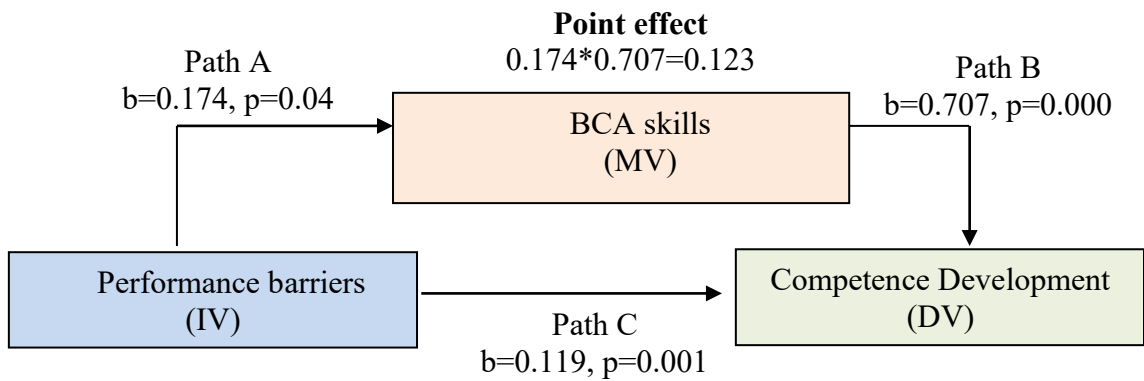 Point effect
0.174*0.707=0.123
Path A
b=0.174, p=0.04
Path B
b=0.707, p=0.000
BCA skills
(MV)
Performance barriers
(IV)
Competence Development
(DV)
Path C
b=0.119, p=0.001